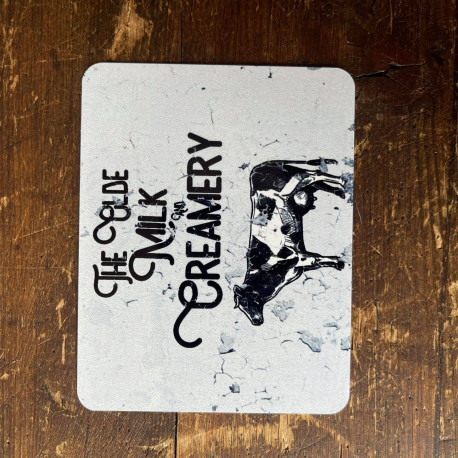 The Olde
Milk and
Creamery